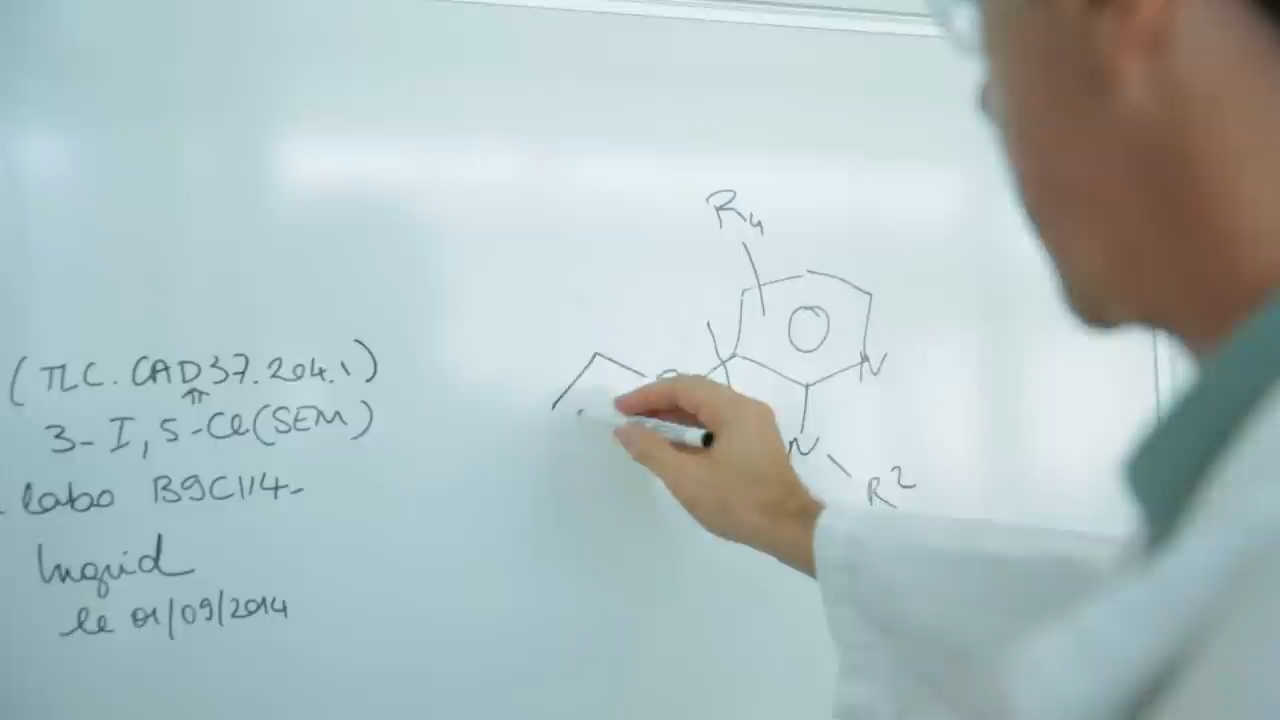 (TLC.CAD37.204.1)
3-I, 5-Cl(SEM)
labo B9C114-
Ingrid
le 01/09/2014
R4
N
N
R2